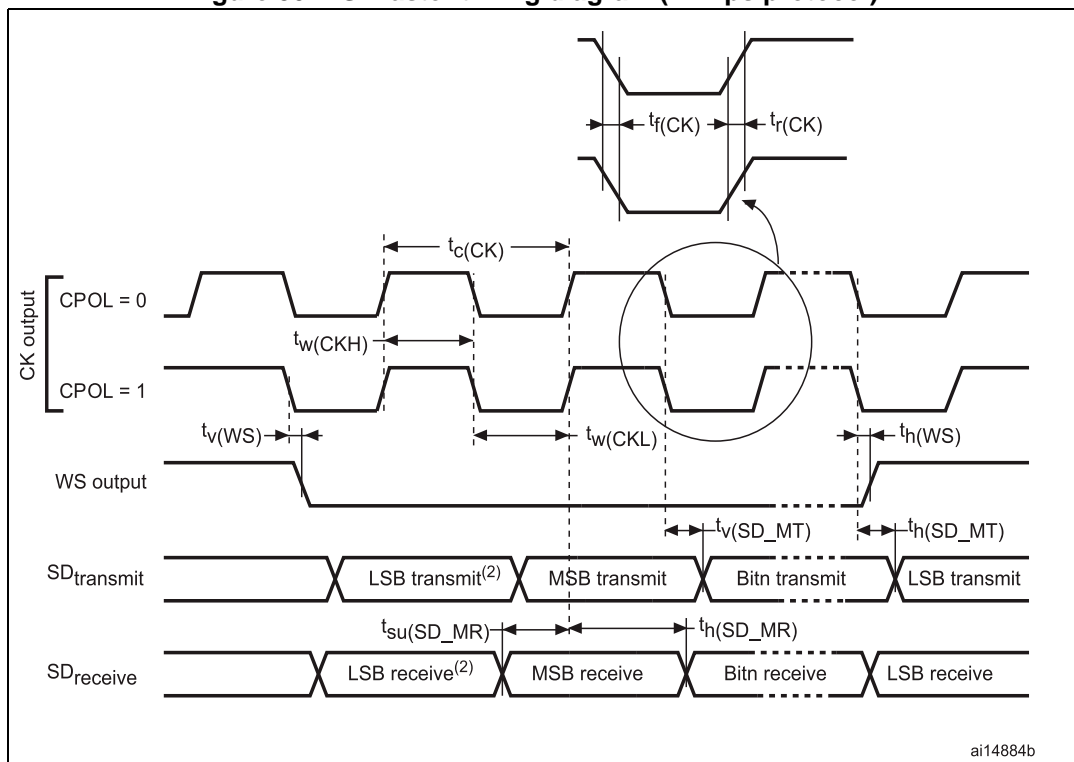 tf(CK)
tr(CK)
tc(CK)
CK output
CPOL = 0
tw(CKH)
CPOL = 1
tv(WS)
tw(CKL)
th(WS)
WS output
tv(SD_MT)
th(SD_MT)
SDtransmit
LSB transmit(2)
MSB transmit
Bitn transmit
LSB transmit
tsu(SD_MR)
th(SD_MR)
SDreceive
LSB receive(2)
MSB receive
Bitn receive
LSB receive
ai14884b